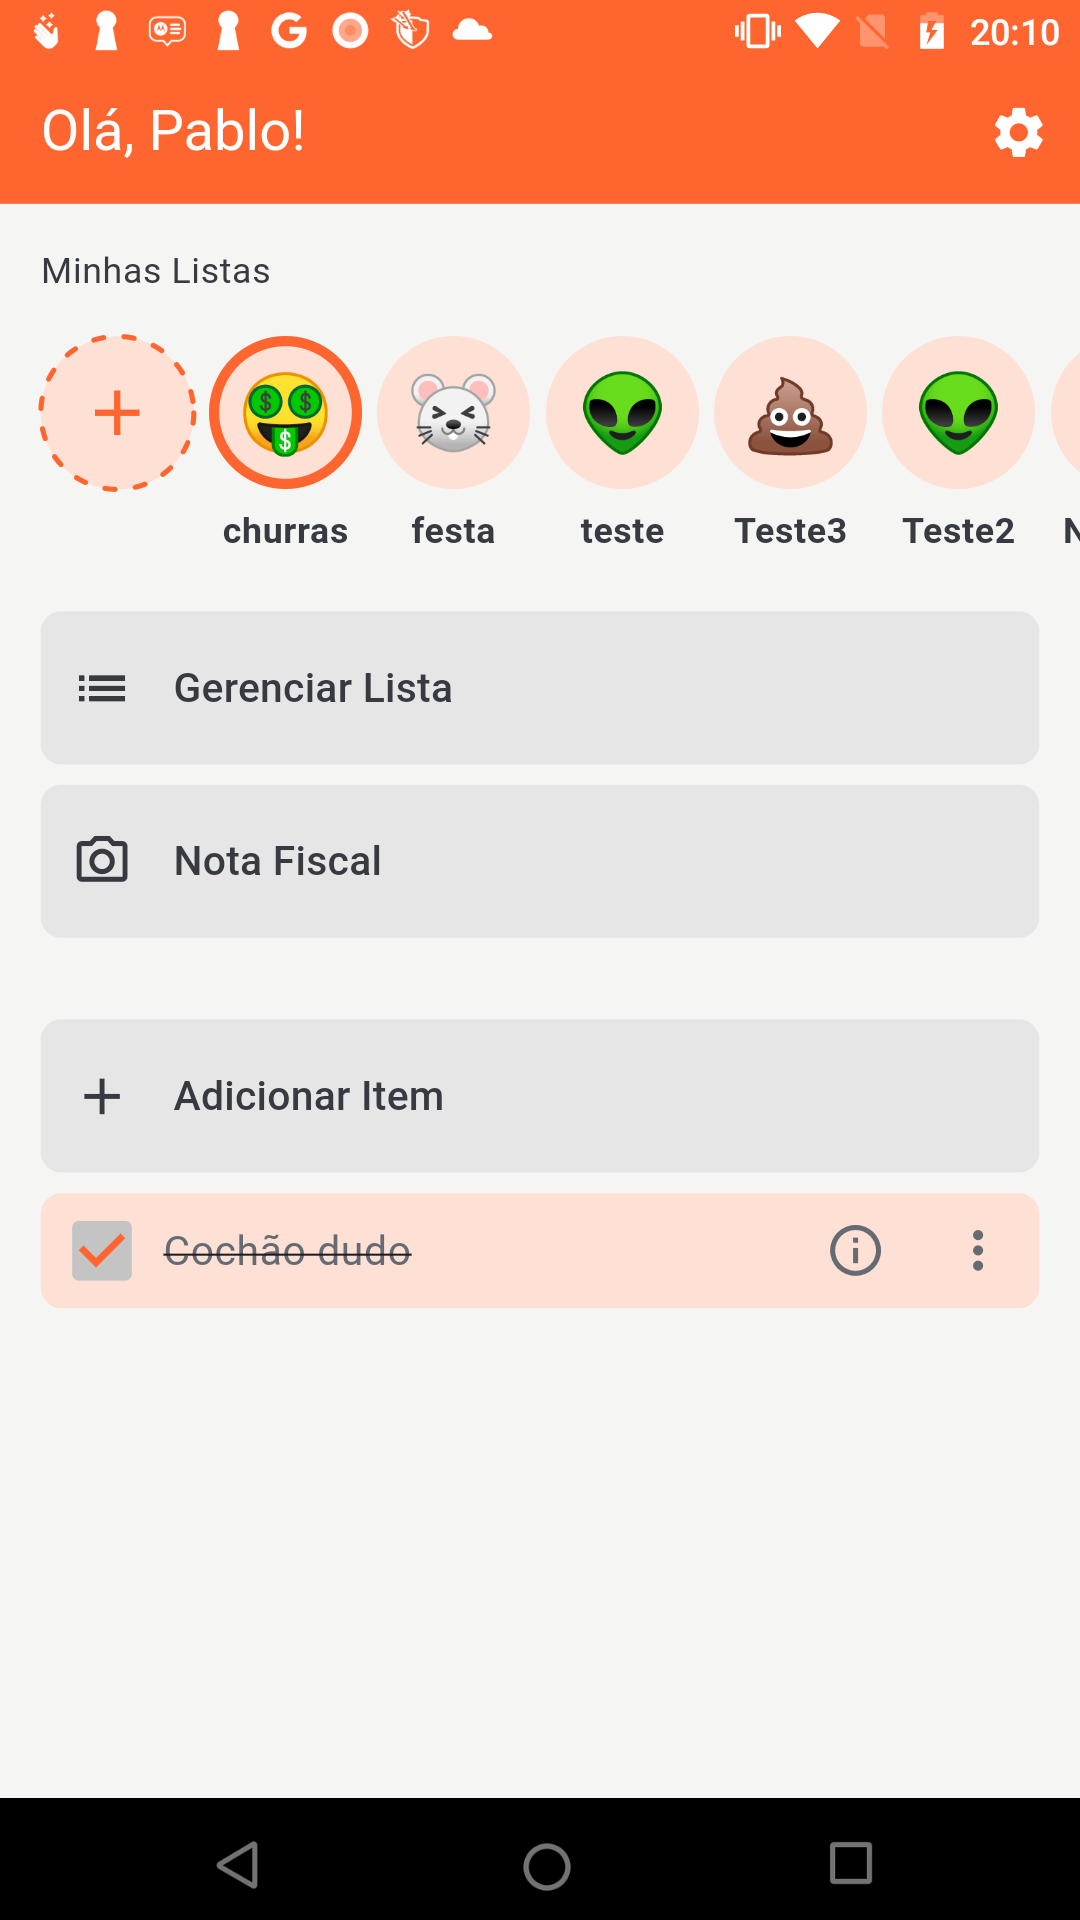 20:10
Olá, Pablo!
Minhas Listas
churras festa teste Teste3 Teste2 N
Gerenciar Lista
Nota Fiscal
Adicionar Item
Cochão dudo